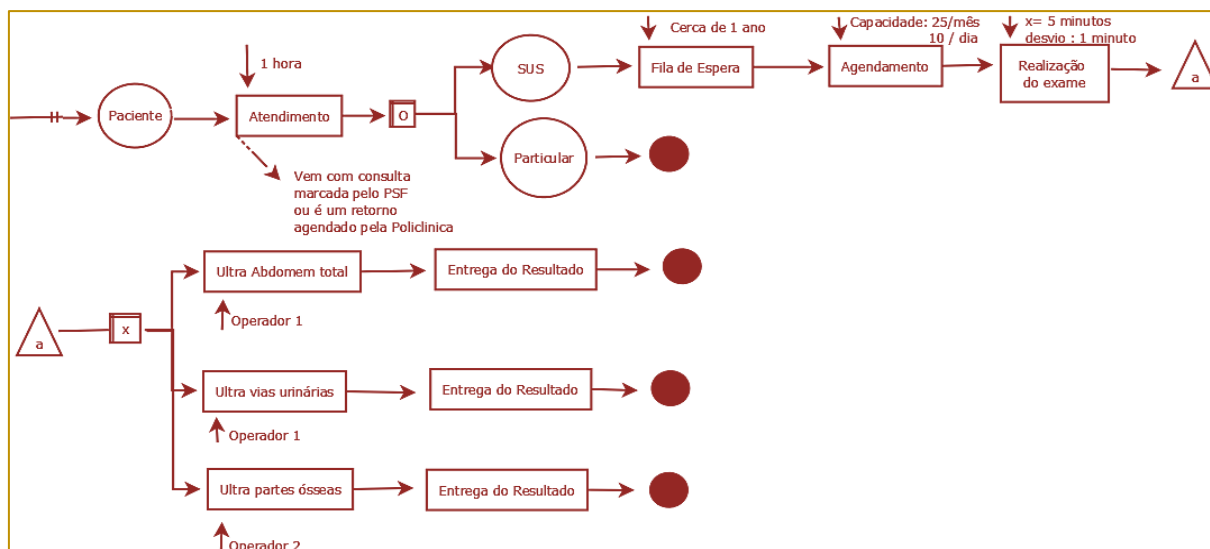 Cerca de 1 ano
Capacidade: 25/mês
10 / dia
x= 5 minutos
desvio : 1 minuto
1 hora
SUS
Fila de Espera
Agendamento
Realização
do exame
a
Paciente
Atendimento
O
Particular
Vem com consulta
marcada pelo PSF
ou é um retorno
agendado pela Policlinica
Ultra Abdomem total
Entrega do Resultado
Operador 1
a
x
Ultra vias urinárias
Entrega do Resultado
Operador 1
Ultra partes ósseas
Entrega do Resultado
Operador 2